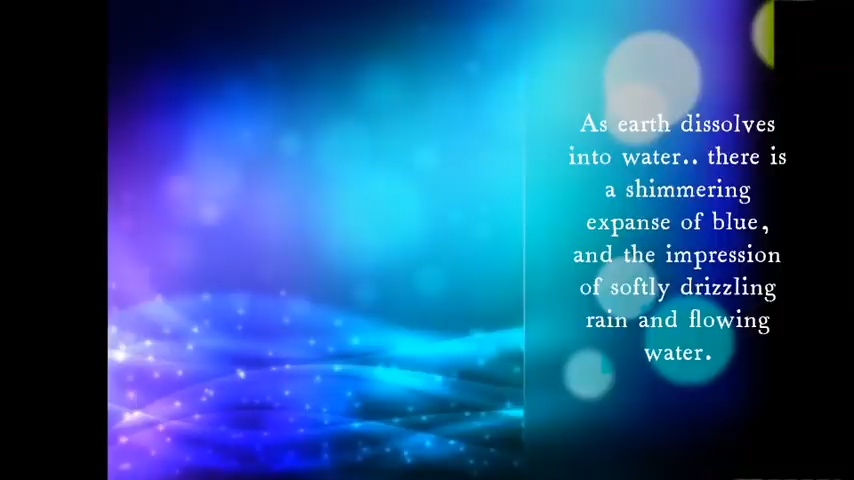 As earth dissolves
into water.. there is
a shimmering
expanse of blue,
and the impression
of softly drizzling
rain and flowing
water.